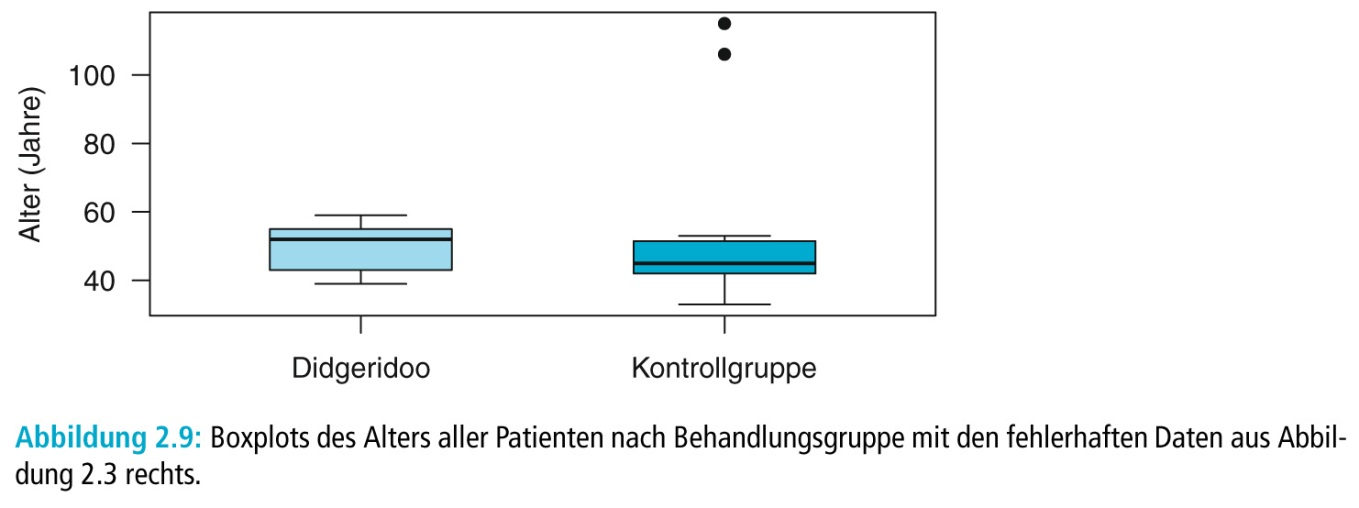 Alter (Jahre)
100
80
60
40
Didgeridoo Kontrollgruppe
Abbildung 2.9: Boxplots des Alters aller Patienten nach Behandlungsgruppe mit den fehlerhaften Daten aus Abbil-
dung 2.3 rechts.